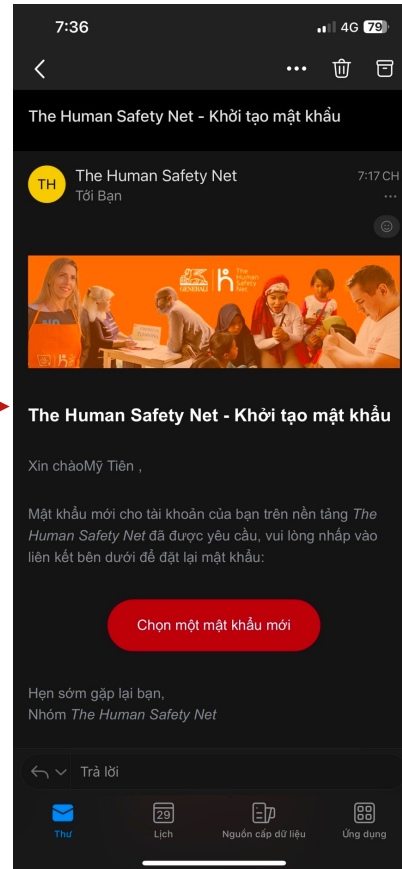 7:36
4G 79
The Human Safety Net - Khởi tạo mật khẩu
TH
The Human Safety Net
7:17 CH
Tới Bạn
GENERALI
The
Human
Safety
Net
The Human Safety Net - Khởi tạo mật khẩu
Xin chàoMỹ Tiên ,
Mật khẩu mới cho tài khoản của bạn trên nền tảng The
Human Safety Net đã được yêu cầu, vui lòng nhấp vào
liên kết bên dưới để đặt lại mật khẩu:
Chọn một mật khẩu mới
Hẹn sớm gặp lại bạn,
Nhóm The Human Safety Net
Trả lời
29
Thư
Lịch
Nguồn cấp dữ liệu
Ứng dụng